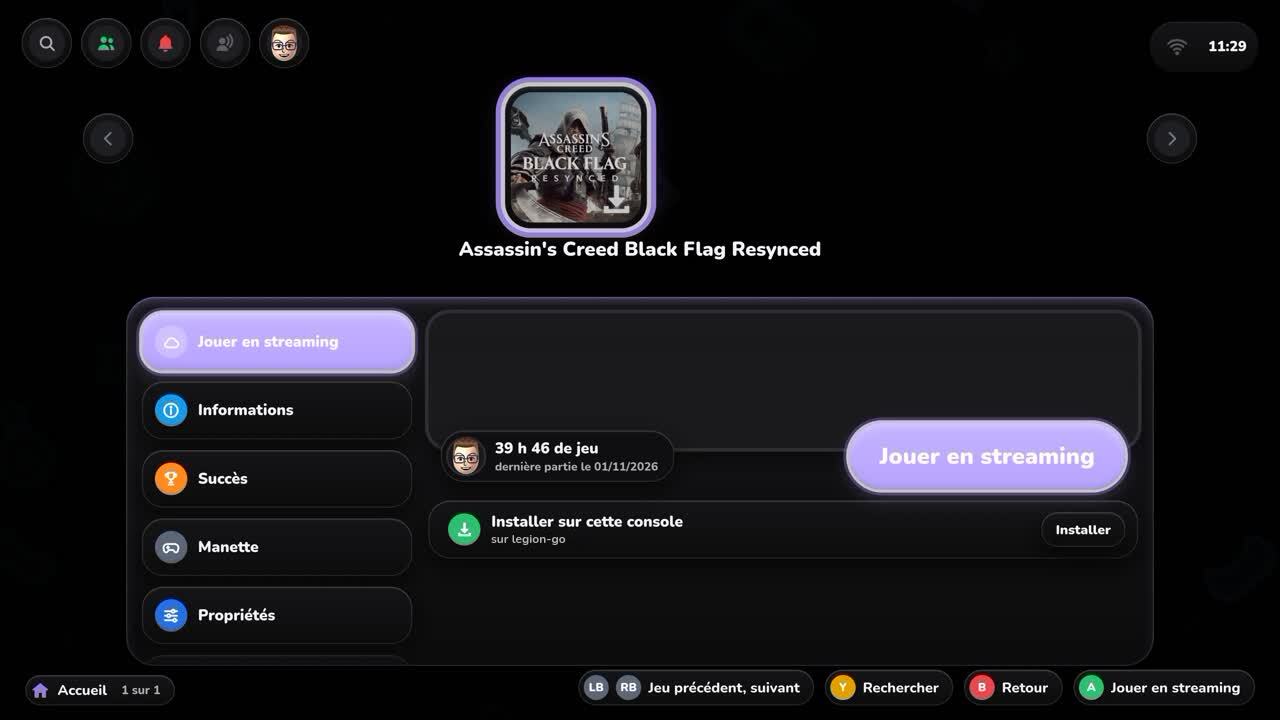 11:29
ASSASSIN'S
CREED
BLACK FLAG
RESYNCED
Assassin's Creed Black Flag Resynced
Jouer en streaming
Informations
Succès
Manette
Propriétés
39 h 46 de jeu
dernière partie le 01/11/2026
Jouer en streaming
Installer sur cette console
sur legion-go
Installer
Accueil 1 sur 1
LB RB Jeu précédent, suivant
Y Rechercher
B Retour
A Jouer en streaming